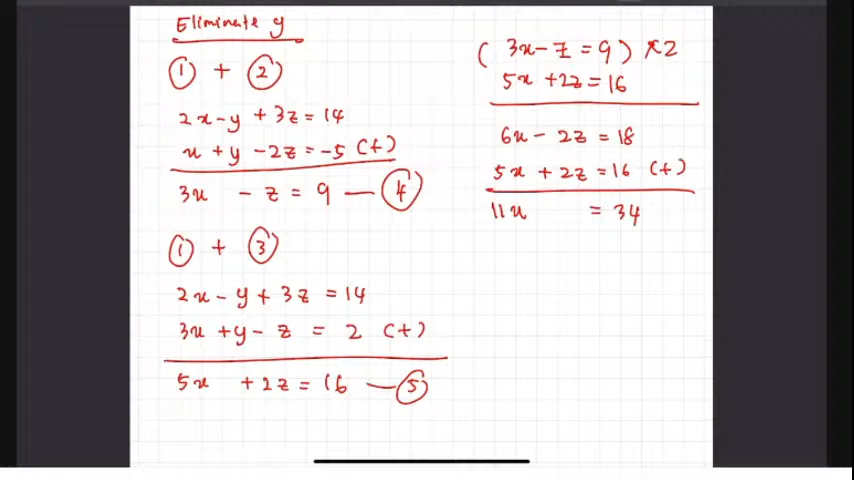 Eliminate y
① + ②
2x - y + 3z = 14
x + y - 2z = -5 (+)
3x - z = 9 — ④
① + ③
2x - y + 3z = 14
3x + y - z = 2 (+)
5x + 2z = 16 — ⑤
( 3x - z = 9 ) × 2
5x + 2z = 16
6x - 2z = 18
5x + 2z = 16 (+)
11x = 34